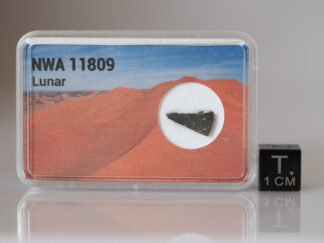 NWA 11809
Lunar
T.
1 CM